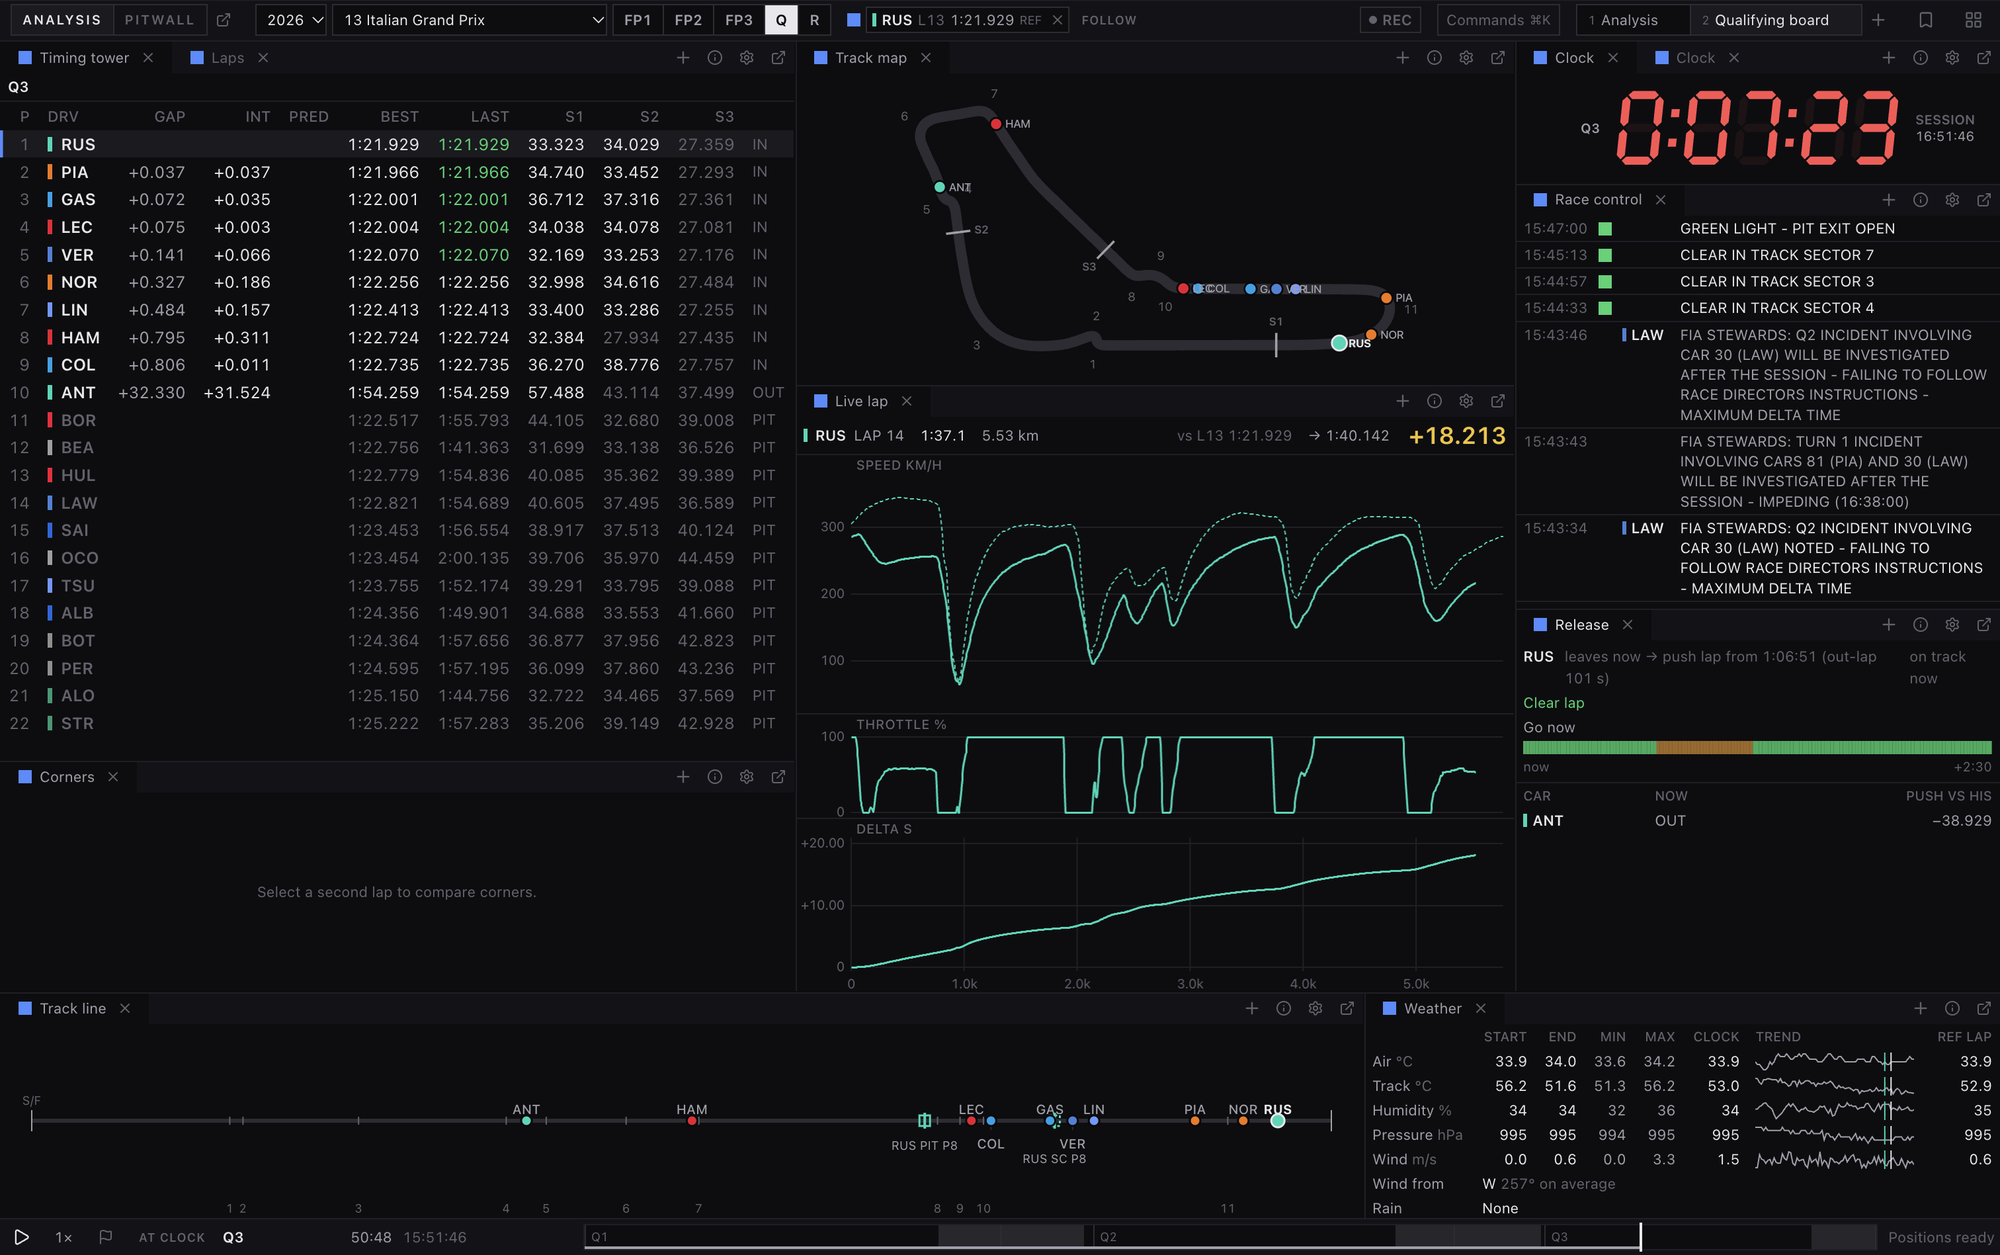 ANALYSIS PITWALL 2026 13 Italian Grand Prix FP1 FP2 FP3 Q R RUS L13 1:21.929 REF FOLLOW REC Commands ⌘K 1 Analysis 2 Qualifying board
Timing tower Laps
Q3
P DRV GAP INT PRED BEST LAST S1 S2 S3
1 RUS 1:21.929 1:21.929 33.323 34.029 27.359 IN
2 PIA +0.037 +0.037 1:21.966 1:21.966 34.740 33.452 27.293 IN
3 GAS +0.072 +0.035 1:22.001 1:22.001 36.712 37.316 27.361 IN
4 LEC +0.075 +0.003 1:22.004 1:22.004 34.038 34.078 27.081 IN
5 VER +0.141 +0.066 1:22.070 1:22.070 32.169 33.253 27.176 IN
6 NOR +0.327 +0.186 1:22.256 1:22.256 32.998 34.616 27.484 IN
7 LIN +0.484 +0.157 1:22.413 1:22.413 33.400 33.286 27.255 IN
8 HAM +0.795 +0.311 1:22.724 1:22.724 32.384 27.934 27.435 IN
9 COL +0.806 +0.011 1:22.735 1:22.735 36.270 38.776 27.757 IN
10 ANT +32.330 +31.524 1:54.259 1:54.259 57.488 43.114 37.499 OUT
11 BOR 1:22.517 1:55.793 44.105 32.680 39.008 PIT
12 BEA 1:22.756 1:41.363 31.699 33.138 36.526 PIT
13 HUL 1:22.779 1:54.836 40.085 35.362 39.389 PIT
14 LAW 1:22.821 1:54.689 40.605 37.495 36.589 PIT
15 SAI 1:23.453 1:56.554 38.917 37.513 40.124 PIT
16 OCO 1:23.454 2:00.135 39.706 35.970 44.459 PIT
17 TSU 1:23.755 1:52.174 39.291 33.795 39.088 PIT
18 ALB 1:24.356 1:49.901 34.688 33.553 41.660 PIT
19 BOT 1:24.364 1:57.656 36.877 37.956 42.823 PIT
20 PER 1:24.595 1:57.195 36.099 37.860 43.236 PIT
21 ALO 1:25.150 1:44.756 32.722 34.465 37.569 PIT
22 STR 1:25.222 1:57.283 35.206 39.149 42.928 PIT
Corners
Select a second lap to compare corners.
Track map
7
6
HAM
ANT
5
S2
9
S3
8
10
COL
LIN
PIA
11
S1
2
NOR
RUS
3
1
Live lap
RUS LAP 14 1:37.1 5.53 km vs L13 1:21.929 → 1:40.142 +18.213
SPEED KM/H
300
200
100
THROTTLE %
100
0
DELTA S
+20.00
+10.00
0
0 1.0k 2.0k 3.0k 4.0k 5.0k
Clock Clock
Q3 0:07:23 SESSION
16:51:46
Race control
15:47:00 GREEN LIGHT - PIT EXIT OPEN
15:45:13 CLEAR IN TRACK SECTOR 7
15:44:57 CLEAR IN TRACK SECTOR 3
15:44:33 CLEAR IN TRACK SECTOR 4
15:43:46 LAW FIA STEWARDS: Q2 INCIDENT INVOLVING
CAR 30 (LAW) WILL BE INVESTIGATED
AFTER THE SESSION - FAILING TO FOLLOW
RACE DIRECTORS INSTRUCTIONS -
MAXIMUM DELTA TIME
15:43:43 FIA STEWARDS: TURN 1 INCIDENT
INVOLVING CARS 81 (PIA) AND 30 (LAW)
WILL BE INVESTIGATED AFTER THE
SESSION - IMPEDING (16:38:00)
15:43:34 LAW FIA STEWARDS: Q2 INCIDENT INVOLVING
CAR 30 (LAW) NOTED - FAILING TO
FOLLOW RACE DIRECTORS INSTRUCTIONS
- MAXIMUM DELTA TIME
Release
RUS leaves now → push lap from 1:06:51 (out-lap on track
101 s) now
Clear lap
Go now
now +2:30
CAR NOW PUSH VS HIS
ANT OUT −38.929
Track line
S/F
ANT HAM LEC GAS LIN PIA NOR RUS
RUS PIT P8 COL VER
RUS SC P8
1 2 3 4 5 6 7 8 9 10 11
Weather
START END MIN MAX CLOCK TREND REF LAP
Air °C 33.9 34.0 33.6 34.2 33.9 33.9
Track °C 56.2 51.6 51.3 56.2 53.0 52.9
Humidity % 34 34 32 36 34 35
Pressure hPa 995 995 994 995 995 995
Wind m/s 0.0 0.6 0.0 3.3 1.5 0.6
Wind from W 257° on average
Rain None
1× AT CLOCK Q3 50:48 15:51:46 Q1 Q2 Q3 Positions ready